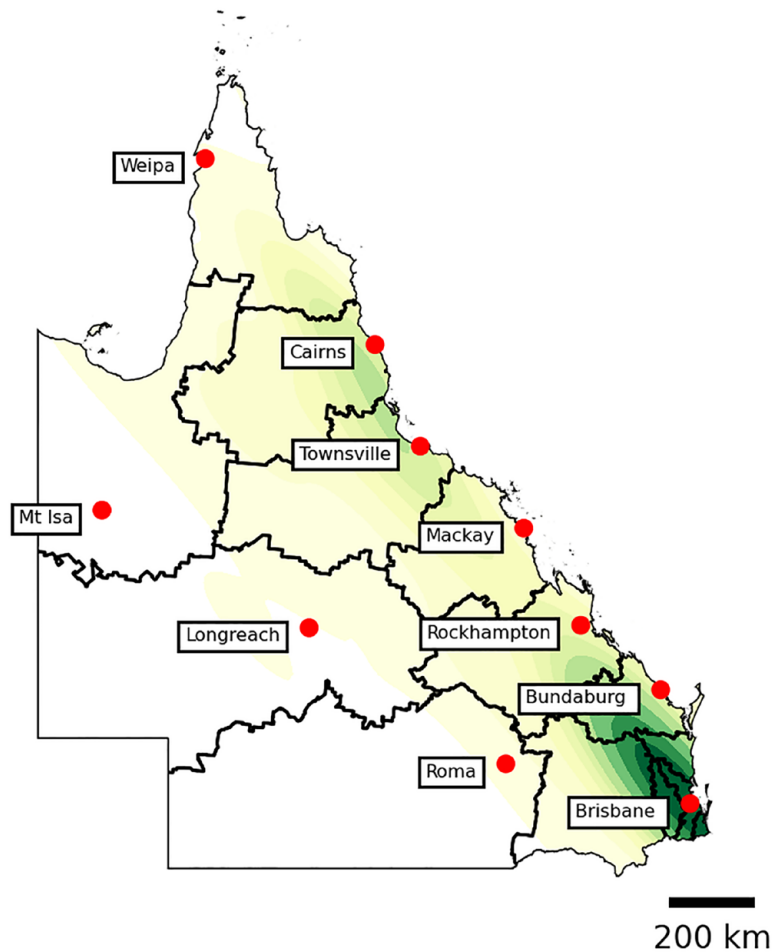 Weipa
Cairns
Townsville
Mt Isa
Mackay
Longreach
Rockhampton
Bundaburg
Roma
Brisbane
200 km